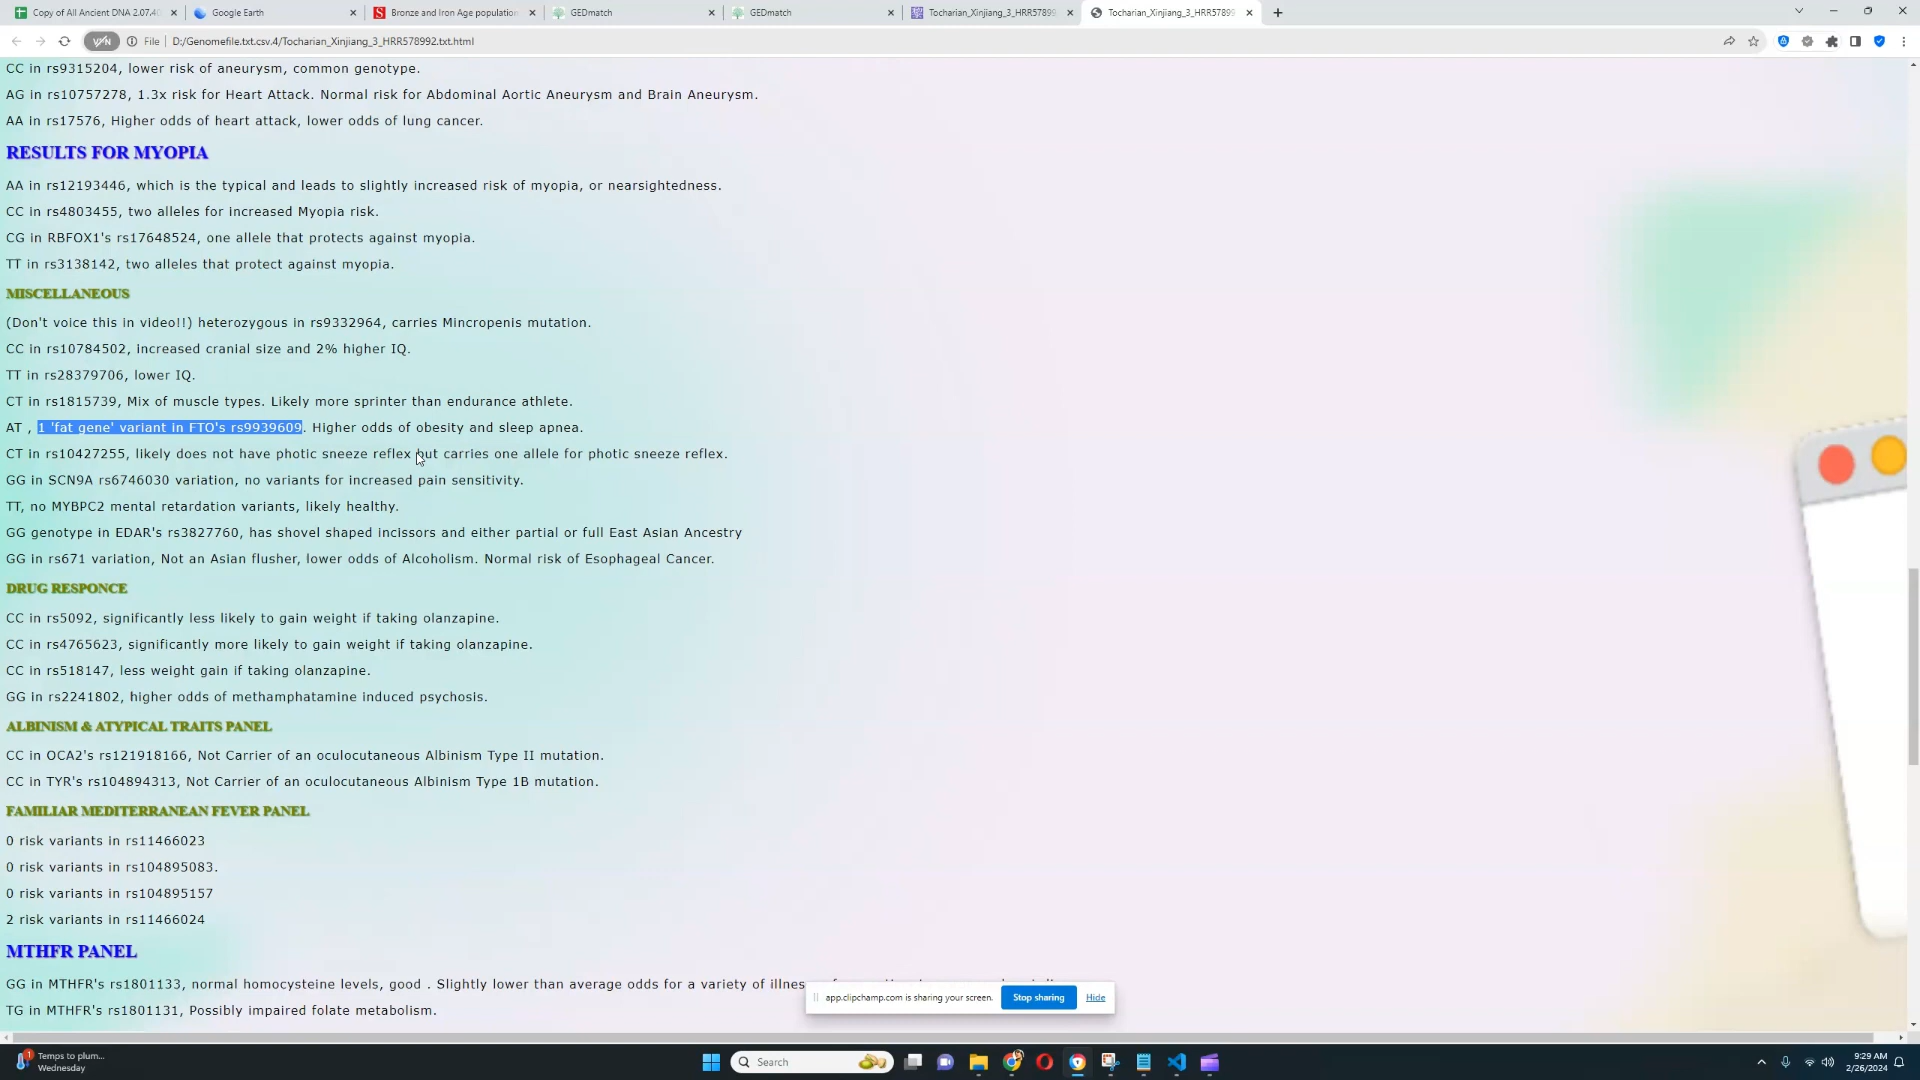 Copy of All Ancient DNA 2.07.4
Google Earth
Bronze and Iron Age population
GEDmatch
GEDmatch
Tocharian_Xinjiang_3_HRR57899
Tocharian_Xinjiang_3_HRR57899
VPN
File
D:/Genomefile.txt.csv.4/Tocharian_Xinjiang_3_HRR578992.txt.html
CC in rs9315204, lower risk of aneurysm, common genotype.
AG in rs10757278, 1.3x risk for Heart Attack. Normal risk for Abdominal Aortic Aneurysm and Brain Aneurysm.
AA in rs17576, Higher odds of heart attack, lower odds of lung cancer.
RESULTS FOR MYOPIA
AA in rs12193446, which is the typical and leads to slightly increased risk of myopia, or nearsightedness.
CC in rs4803455, two alleles for increased Myopia risk.
CG in RBFOX1's rs17648524, one allele that protects against myopia.
TT in rs3138142, two alleles that protect against myopia.
MISCELLANEOUS
(Don't voice this in video!!) heterozygous in rs9332964, carries Mincropenis mutation.
CC in rs10784502, increased cranial size and 2% higher IQ.
TT in rs28379706, lower IQ.
CT in rs1815739, Mix of muscle types. Likely more sprinter than endurance athlete.
AT , 1 'fat gene' variant in FTO's rs9939609. Higher odds of obesity and sleep apnea.
CT in rs10427255, likely does not have photic sneeze reflex but carries one allele for photic sneeze reflex.
GG in SCN9A rs6746030 variation, no variants for increased pain sensitivity.
TT, no MYBPC2 mental retardation variants, likely healthy.
GG genotype in EDAR's rs3827760, has shovel shaped incissors and either partial or full East Asian Ancestry
GG in rs671 variation, Not an Asian flusher, lower odds of Alcoholism. Normal risk of Esophageal Cancer.
DRUG RESPONCE
CC in rs5092, significantly less likely to gain weight if taking olanzapine.
CC in rs4765623, significantly more likely to gain weight if taking olanzapine.
CC in rs518147, less weight gain if taking olanzapine.
GG in rs2241802, higher odds of methamphatamine induced psychosis.
ALBINISM & ATYPICAL TRAITS PANEL
CC in OCA2's rs121918166, Not Carrier of an oculocutaneous Albinism Type II mutation.
CC in TYR's rs104894313, Not Carrier of an oculocutaneous Albinism Type 1B mutation.
FAMILIAR MEDITERRANEAN FEVER PANEL
0 risk variants in rs11466023
0 risk variants in rs104895083.
0 risk variants in rs104895157
2 risk variants in rs11466024
MTHFR PANEL
GG in MTHFR's rs1801133, normal homocysteine levels, good . Slightly lower than average odds for a variety of illnes
TG in MTHFR's rs1801131, Possibly impaired folate metabolism.
app.clipchamp.com is sharing your screen.
Stop sharing
Hide
1
Temps to plum...
Wednesday
Search
9:29 AM
2/26/2024